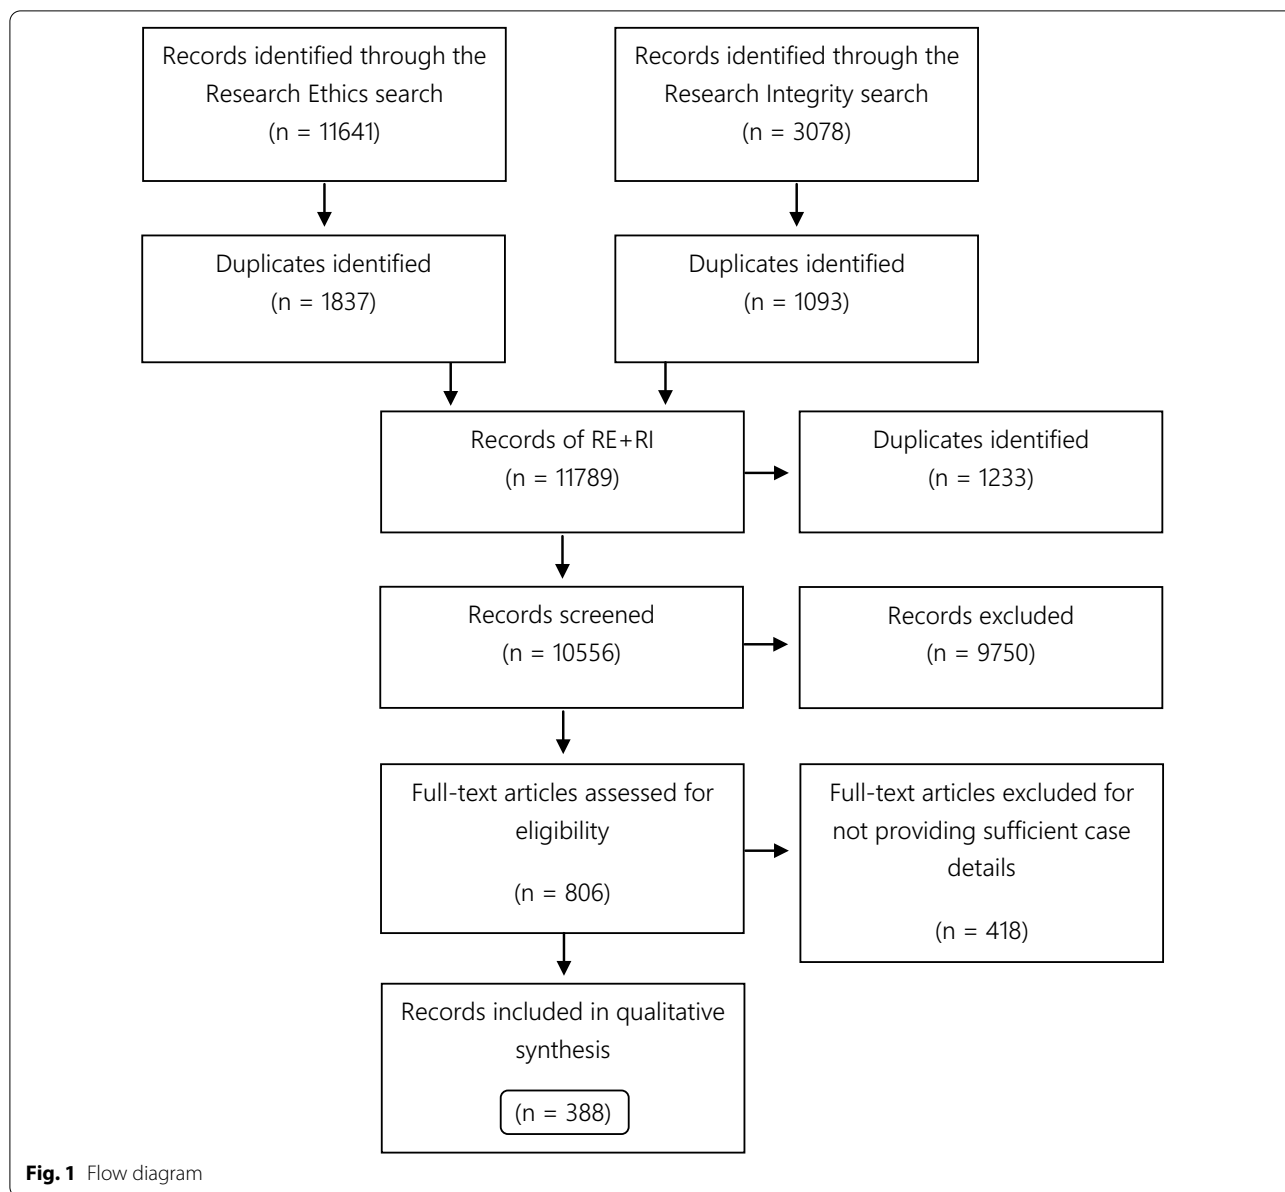 Records identified through the
Research Ethics search
(n = 11641)
Records identified through the
Research Integrity search
(n = 3078)
Duplicates identified
(n = 1837)
Duplicates identified
(n = 1093)
Records of RE+RI
(n = 11789)
Duplicates identified
(n = 1233)
Records screened
(n = 10556)
Records excluded
(n = 9750)
Full-text articles assessed for
eligibility
(n = 806)
Full-text articles excluded for
not providing sufficient case
details
(n = 418)
Records included in qualitative
synthesis
(n = 388)
Fig. 1 Flow diagram